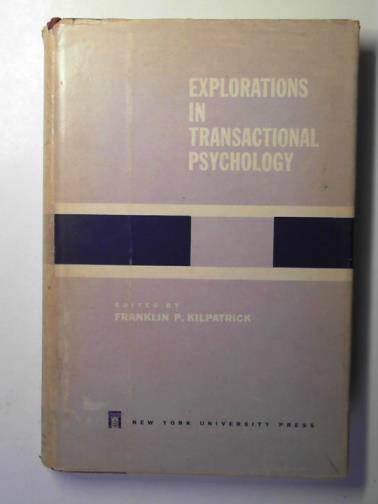 EXPLORATIONS
IN
TRANSACTIONAL
PSYCHOLOGY
EDITED BY
FRANKLIN P. KILPATRICK
NEW YORK UNIVERSITY PRESS